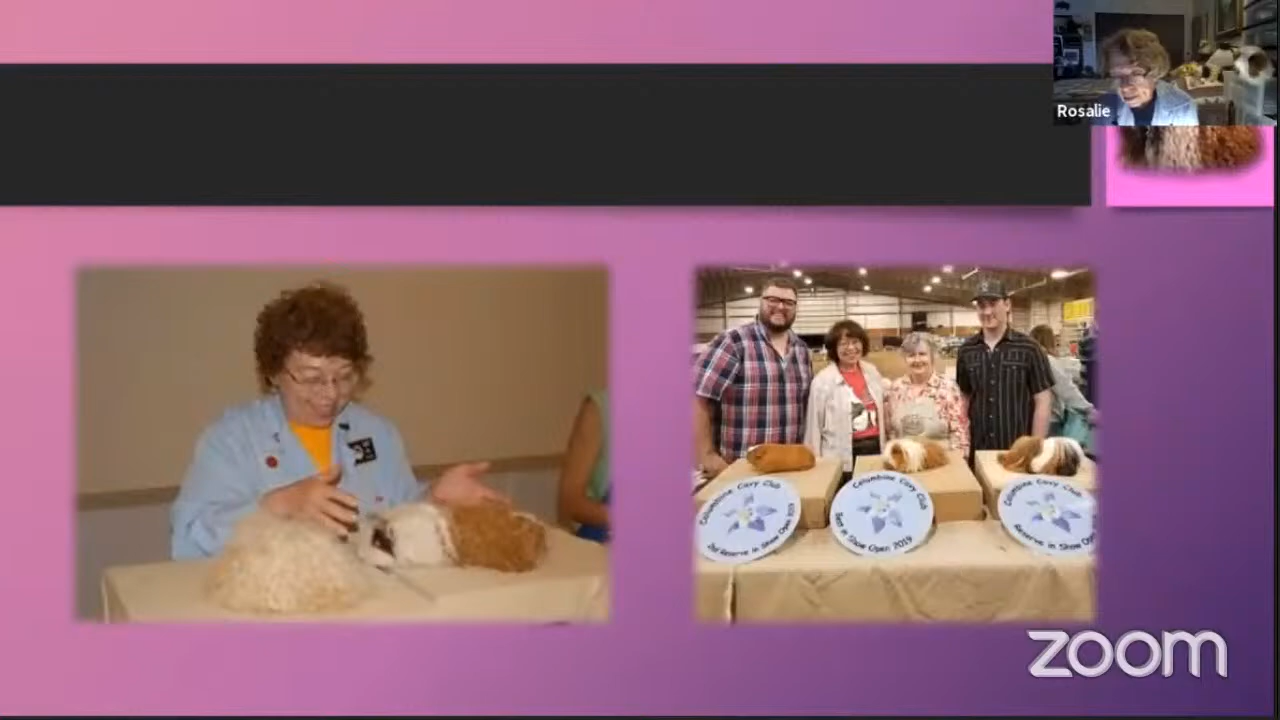 Rosalie
Columbine Cavy Club
2nd Reserve in Show Open 2019
Columbine Cavy Club
Best in Show Open 2019
Columbine Cavy Club
Reserve in Show Open
zoom